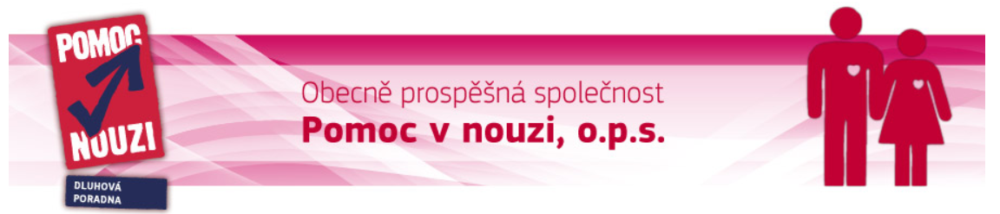 POMOC
NOUZI
DLUHOVÁ
PORADNA
Obecně prospěšná společnost
Pomoc v nouzi, o.p.s.